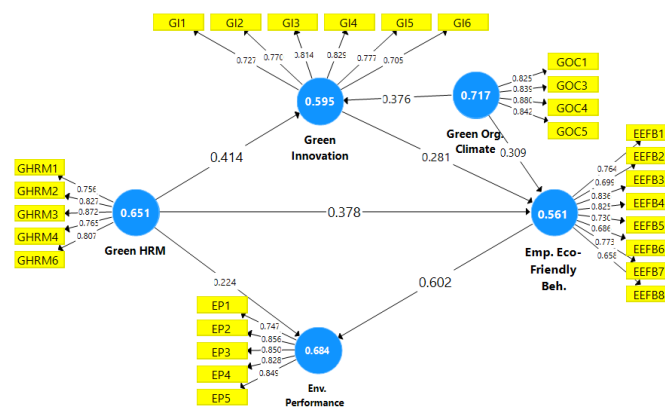 GI1 GI2 GI3 GI4 GI5 GI6
0.727 0.770 0.814 0.829 0.777 0.705
0.595
Green
Innovation
0.717
Green Org.
Climate
GOC1
GOC3
GOC4
GOC5
0.825
0.839
0.880
0.842
0.376
0.414
0.281
0.309
GHRM1
GHRM2
GHRM3
GHRM4
GHRM6
0.756
0.827
0.872
0.765
0.807
0.651
Green HRM
0.378
0.561
Emp. Eco-
Friendly
Beh.
EEFB1
EEFB2
EEFB3
EEFB4
EEFB5
EEFB6
EEFB7
EEFB8
0.764
0.699
0.836
0.825
0.730
0.686
0.773
0.658
0.224
0.602
EP1
EP2
EP3
EP4
EP5
0.747
0.856
0.850
0.828
0.849
0.684
Env.
Performance